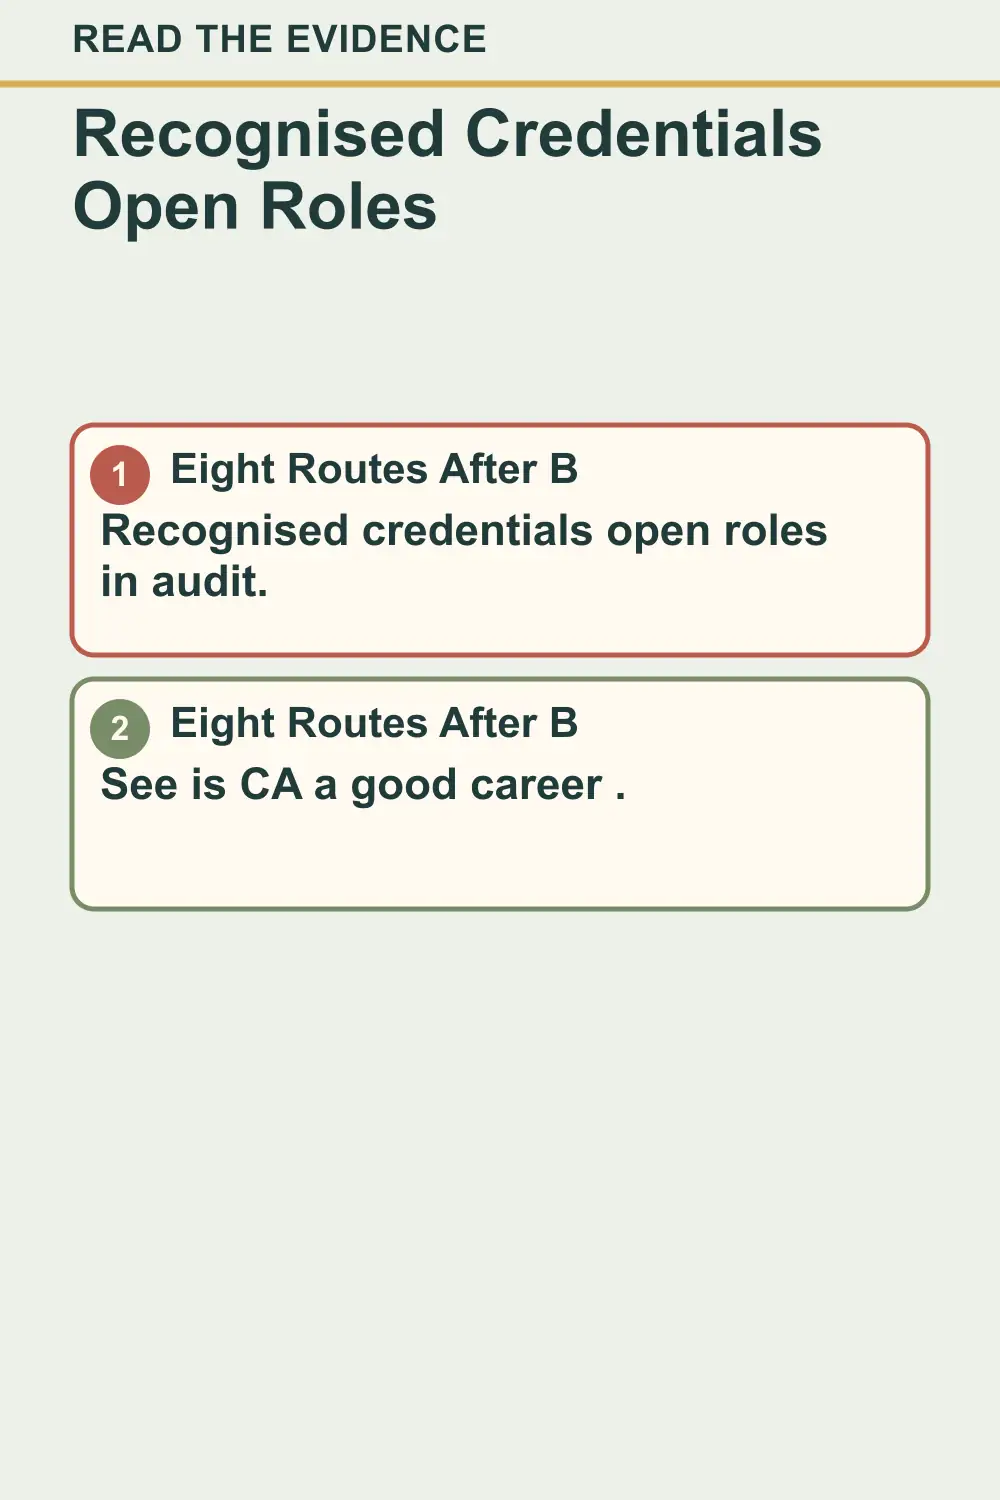 READ THE EVIDENCE
Recognised Credentials
Open Roles
1 Eight Routes After B
Recognised credentials open roles
in audit.
2 Eight Routes After B
See is CA a good career .